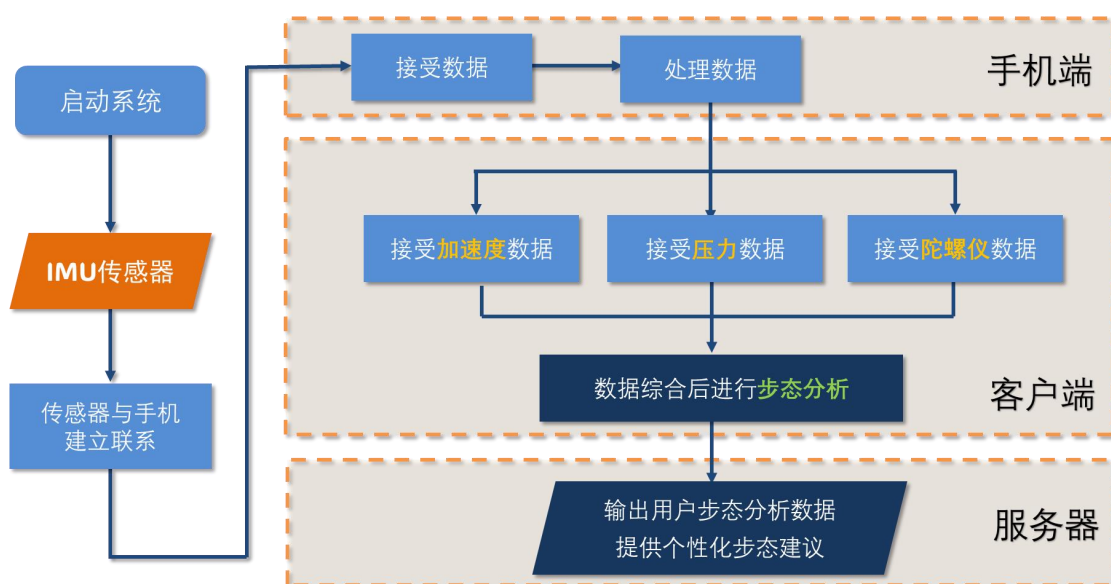 启动系统
IMU传感器
传感器与手机
建立联系
接受数据
处理数据
手机端
接受加速度数据
接受压力数据
接受陀螺仪数据
数据综合后进行步态分析
客户端
输出用户步态分析数据
提供个性化步态建议
服务器